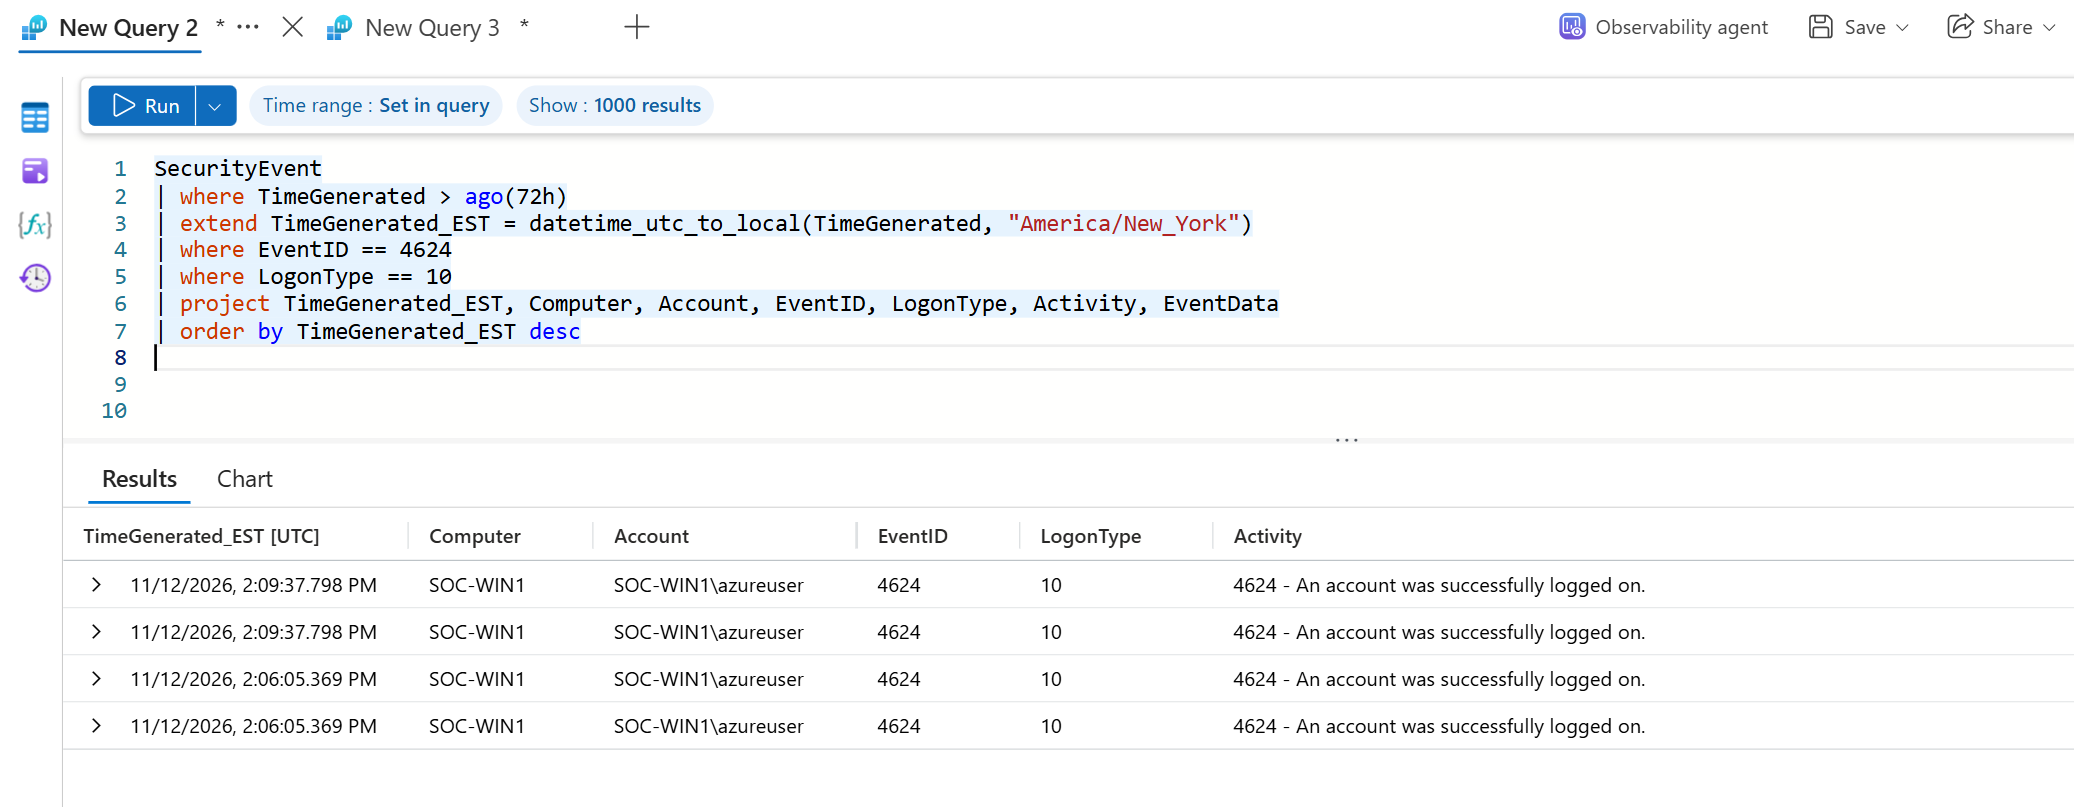 New Query 2 * ··· New Query 3 * Observability agent Save Share
Run Time range : Set in query Show : 1000 results
1 SecurityEvent
2 | where TimeGenerated > ago(72h)
3 | extend TimeGenerated_EST = datetime_utc_to_local(TimeGenerated, "America/New_York")
4 | where EventID == 4624
5 | where LogonType == 10
6 | project TimeGenerated_EST, Computer, Account, EventID, LogonType, Activity, EventData
7 | order by TimeGenerated_EST desc
8
9
10
Results Chart
TimeGenerated_EST [UTC] Computer Account EventID LogonType Activity
11/12/2026, 2:09:37.798 PM SOC-WIN1 SOC-WIN1\azureuser 4624 10 4624 - An account was successfully logged on.
11/12/2026, 2:09:37.798 PM SOC-WIN1 SOC-WIN1\azureuser 4624 10 4624 - An account was successfully logged on.
11/12/2026, 2:06:05.369 PM SOC-WIN1 SOC-WIN1\azureuser 4624 10 4624 - An account was successfully logged on.
11/12/2026, 2:06:05.369 PM SOC-WIN1 SOC-WIN1\azureuser 4624 10 4624 - An account was successfully logged on.